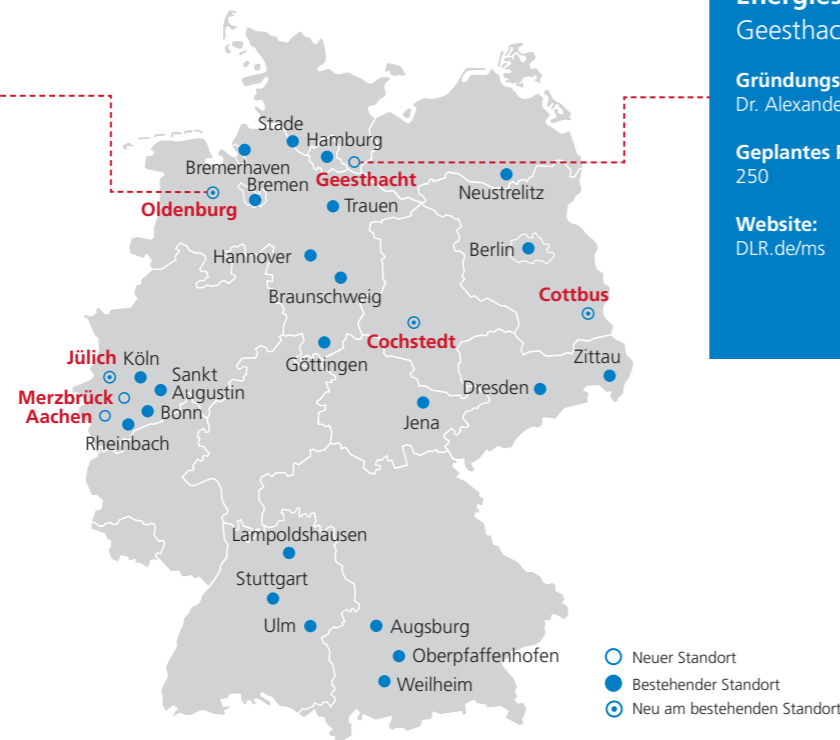 Geesthac
Gründungs
Dr. Alexande
Geplantes
250
Website:
DLR.de/ms
Stade
Hamburg
Bremerhaven
Geesthacht
Bremen
Neustrelitz
Oldenburg
Trauen
Hannover
Berlin
Braunschweig
Cottbus
Cochstedt
Göttingen
Jülich
Köln
Zittau
Sankt
Augustin
Merzbrück
Dresden
Aachen
Bonn
Jena
Rheinbach
Lampoldshausen
Stuttgart
Ulm
Augsburg
Oberpfaffenhofen
Weilheim
Neuer Standort
Bestehender Standort
Neu am bestehenden Standort